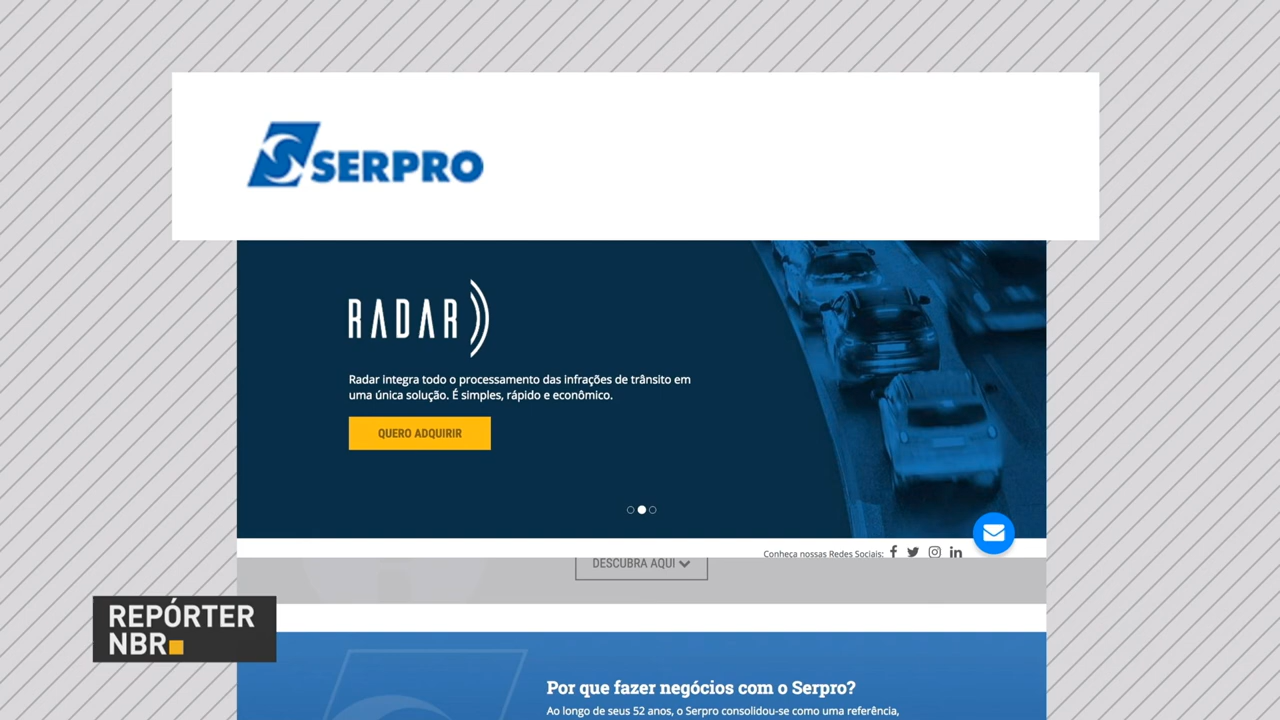 SERPRO
RADAR
Radar integra todo o processamento das infrações de trânsito em
uma única solução. É simples, rápido e econômico.
QUERO ADQUIRIR
Conheça nossas Redes Sociais:
DESCUBRA AQUI
REPÓRTER
NBR
Por que fazer negócios com o Serpro?
Ao longo de seus 52 anos, o Serpro consolidou-se como uma referência,